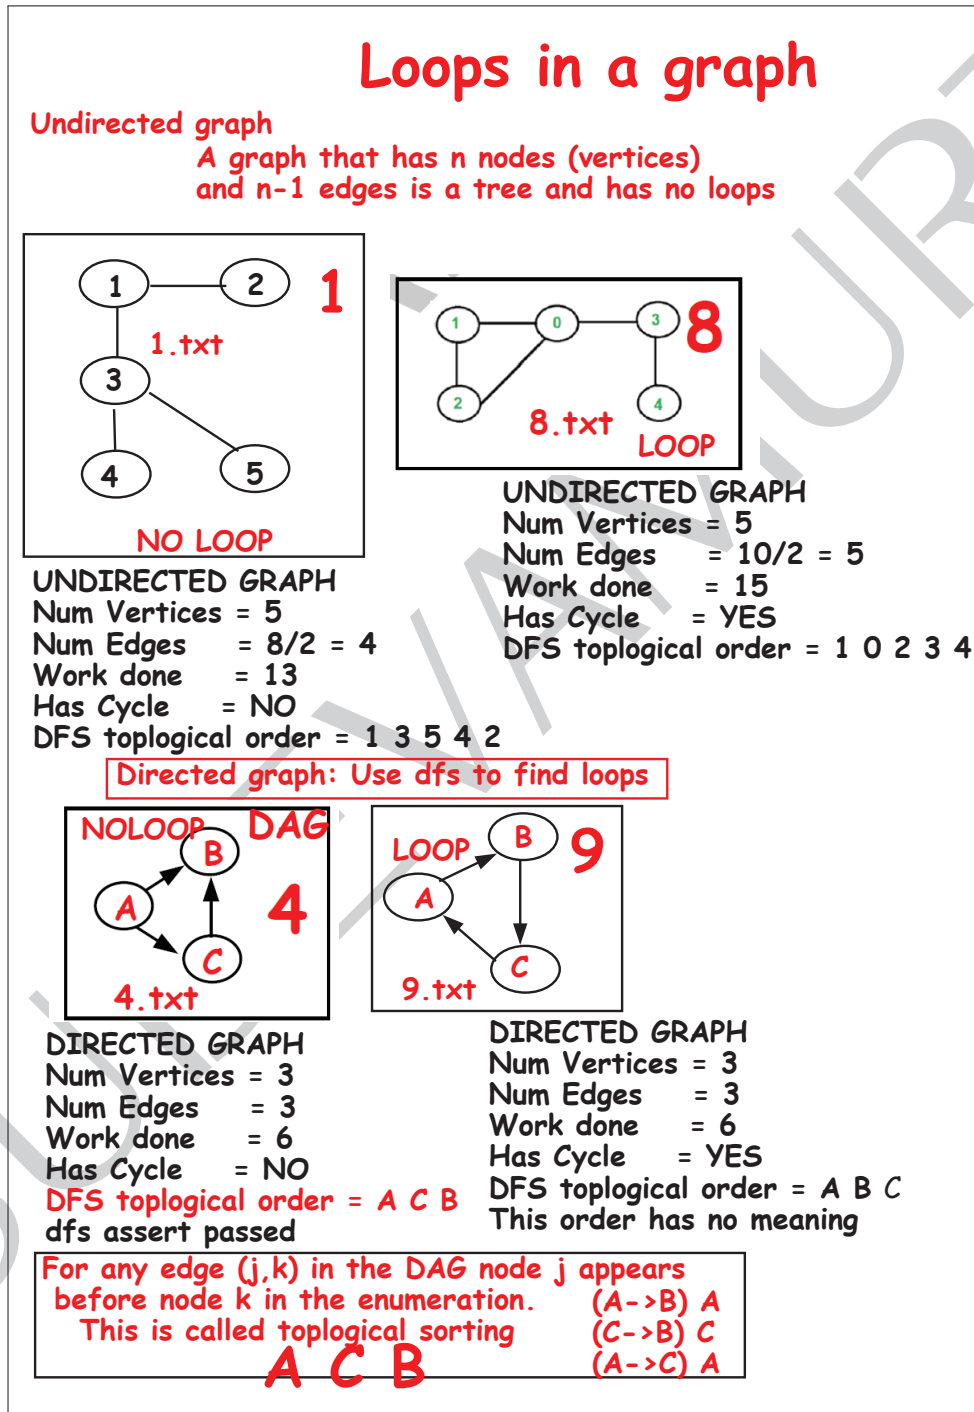 Loops in a graph
Undirected graph
A graph that has n nodes (vertices)
and n-1 edges is a tree and has no loops
1 2 1
1.txt
3
4 5
NO LOOP
UNDIRECTED GRAPH
Num Vertices = 5
Num Edges = 8/2 = 4
Work done = 13
Has Cycle = NO
DFS toplogical order = 1 3 5 4 2
1 0 3 8
2 8.txt 4
LOOP
UNDIRECTED GRAPH
Num Vertices = 5
Num Edges = 10/2 = 5
Work done = 15
Has Cycle = YES
DFS toplogical order = 1 0 2 3 4
Directed graph: Use dfs to find loops
NOLOOP DAG
B
A 4
C
4.txt
DIRECTED GRAPH
Num Vertices = 3
Num Edges = 3
Work done = 6
Has Cycle = NO
DFS toplogical order = A C B
dfs assert passed
LOOP B 9
A
C
9.txt
DIRECTED GRAPH
Num Vertices = 3
Num Edges = 3
Work done = 6
Has Cycle = YES
DFS toplogical order = A B C
This order has no meaning
For any edge (j,k) in the DAG node j appears
before node k in the enumeration.
This is called toplogical sorting
A C B
(A->B) A
(C->B) C
(A->C) A